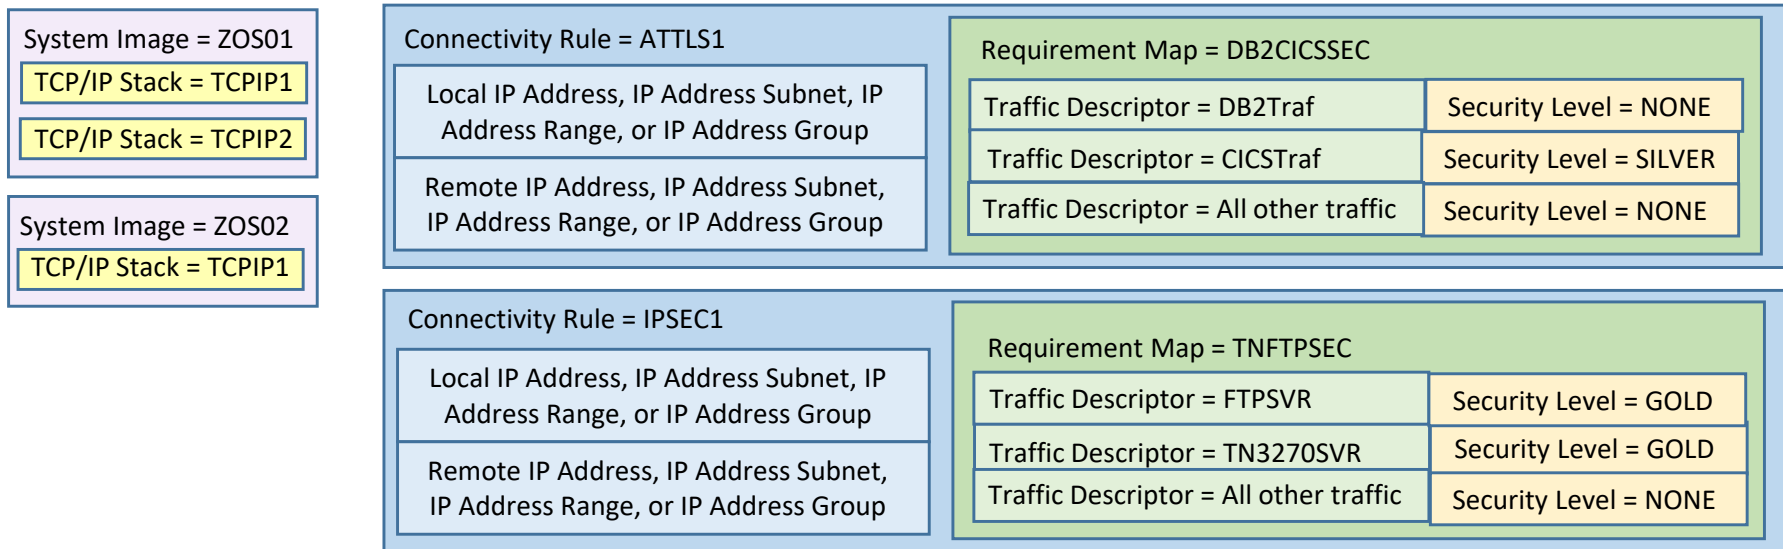 System Image = ZOS01
TCP/IP Stack = TCPIP1
TCP/IP Stack = TCPIP2
System Image = ZOS02
TCP/IP Stack = TCPIP1
Connectivity Rule = ATTLS1
Local IP Address, IP Address Subnet, IP
Address Range, or IP Address Group
Remote IP Address, IP Address Subnet,
IP Address Range, or IP Address Group
Requirement Map = DB2CICSSEC
Traffic Descriptor = DB2Traf
Security Level = NONE
Traffic Descriptor = CICSTraf
Security Level = SILVER
Traffic Descriptor = All other traffic
Security Level = NONE
Connectivity Rule = IPSEC1
Local IP Address, IP Address Subnet, IP
Address Range, or IP Address Group
Remote IP Address, IP Address Subnet,
IP Address Range, or IP Address Group
Requirement Map = TNFTPSEC
Traffic Descriptor = FTPSVR
Security Level = GOLD
Traffic Descriptor = TN3270SVR
Security Level = GOLD
Traffic Descriptor = All other traffic
Security Level = NONE